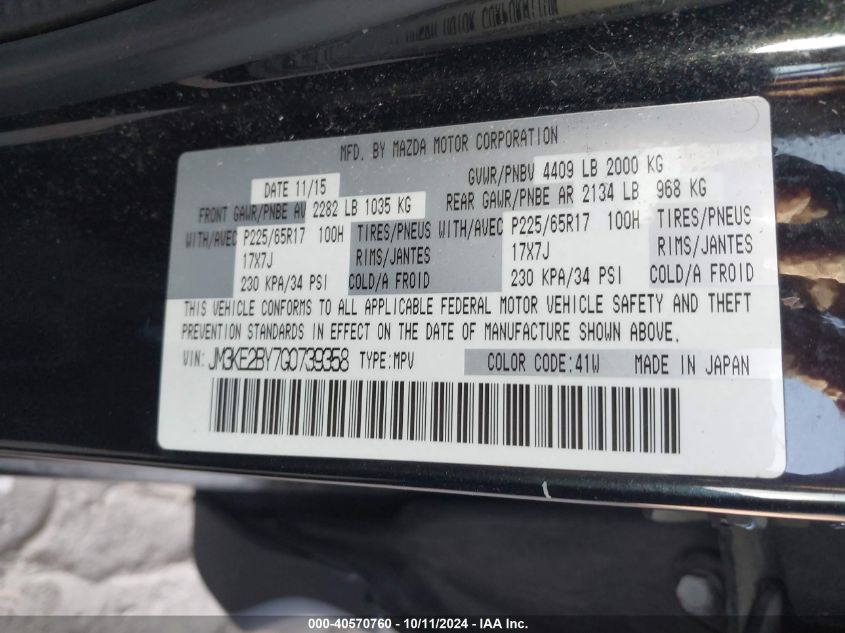 MFD. BY MAZDA MOTOR CORPORATION
DATE 11/15 GVWR/PNBV 4409 LB 2000 KG
FRONT GAWR/PNBE AV 2282 LB 1035 KG REAR GAWR/PNBE AR 2134 LB 968 KG
WITH/AVEC P225/65R17 100H TIRES/PNEUS WITH/AVEC P225/65R17 100H TIRES/PNEUS
17X7J RIMS/JANTES 17X7J RIMS/JANTES
230 KPA/34 PSI COLD/A FROID 230 KPA/34 PSI COLD/A FROID
THIS VEHICLE CONFORMS TO ALL APPLICABLE FEDERAL MOTOR VEHICLE SAFETY AND THEFT
PREVENTION STANDARDS IN EFFECT ON THE DATE OF MANUFACTURE SHOWN ABOVE.
VIN: JM3KE2BY7G0739358 TYPE:MPV COLOR CODE:41W MADE IN JAPAN
000-40570760 - 10/11/2024 - IAA Inc.